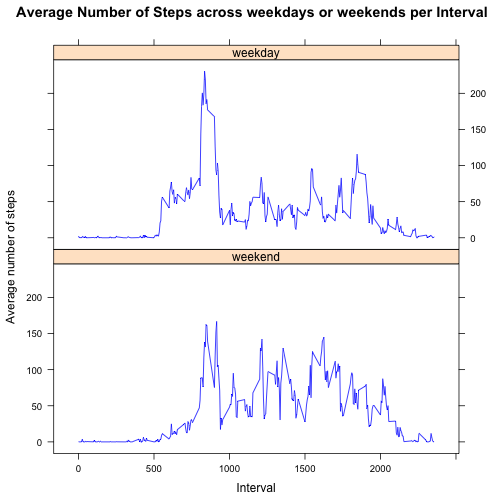 Average Number of Steps across weekdays or weekends per Interval
weekday
200
150
100
50
0
weekend
200
150
100
50
0
0 500 1000 1500 2000
Interval
Average number of steps